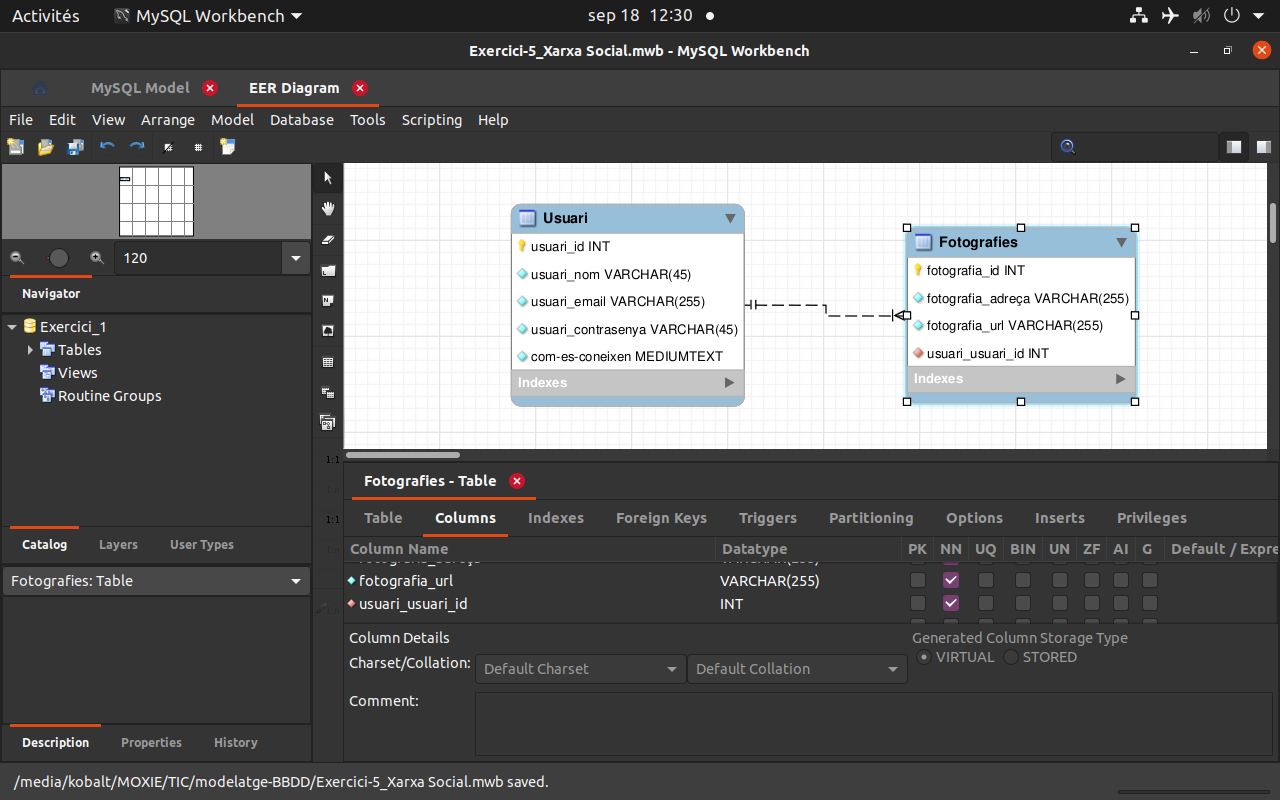 Activités MySQL Workbench sep 18 12:30
Exercici-5_Xarxa Social.mwb - MySQL Workbench
MySQL Model EER Diagram
File Edit View Arrange Model Database Tools Scripting Help
120
Navigator
Exercici_1
Tables
Views
Routine Groups
Catalog Layers User Types
Fotografies: Table
Description Properties History
1:1
1:1
Usuari
usuari_id INT
usuari_nom VARCHAR(45)
usuari_email VARCHAR(255)
usuari_contrasenya VARCHAR(45)
com-es-coneixen MEDIUMTEXT
Indexes
Fotografies
fotografia_id INT
fotografia_adreça VARCHAR(255)
fotografia_url VARCHAR(255)
usuari_usuari_id INT
Indexes
Fotografies - Table
Table Columns Indexes Foreign Keys Triggers Partitioning Options Inserts Privileges
Column Name Datatype PK NN UQ BIN UN ZF AI G Default / Expre
fotografia_url VARCHAR(255)
usuari_usuari_id INT
Column Details Generated Column Storage Type
Charset/Collation: Default Charset Default Collation VIRTUAL STORED
Comment:
/media/kobalt/MOXIE/TIC/modelatge-BBDD/Exercici-5_Xarxa Social.mwb saved.